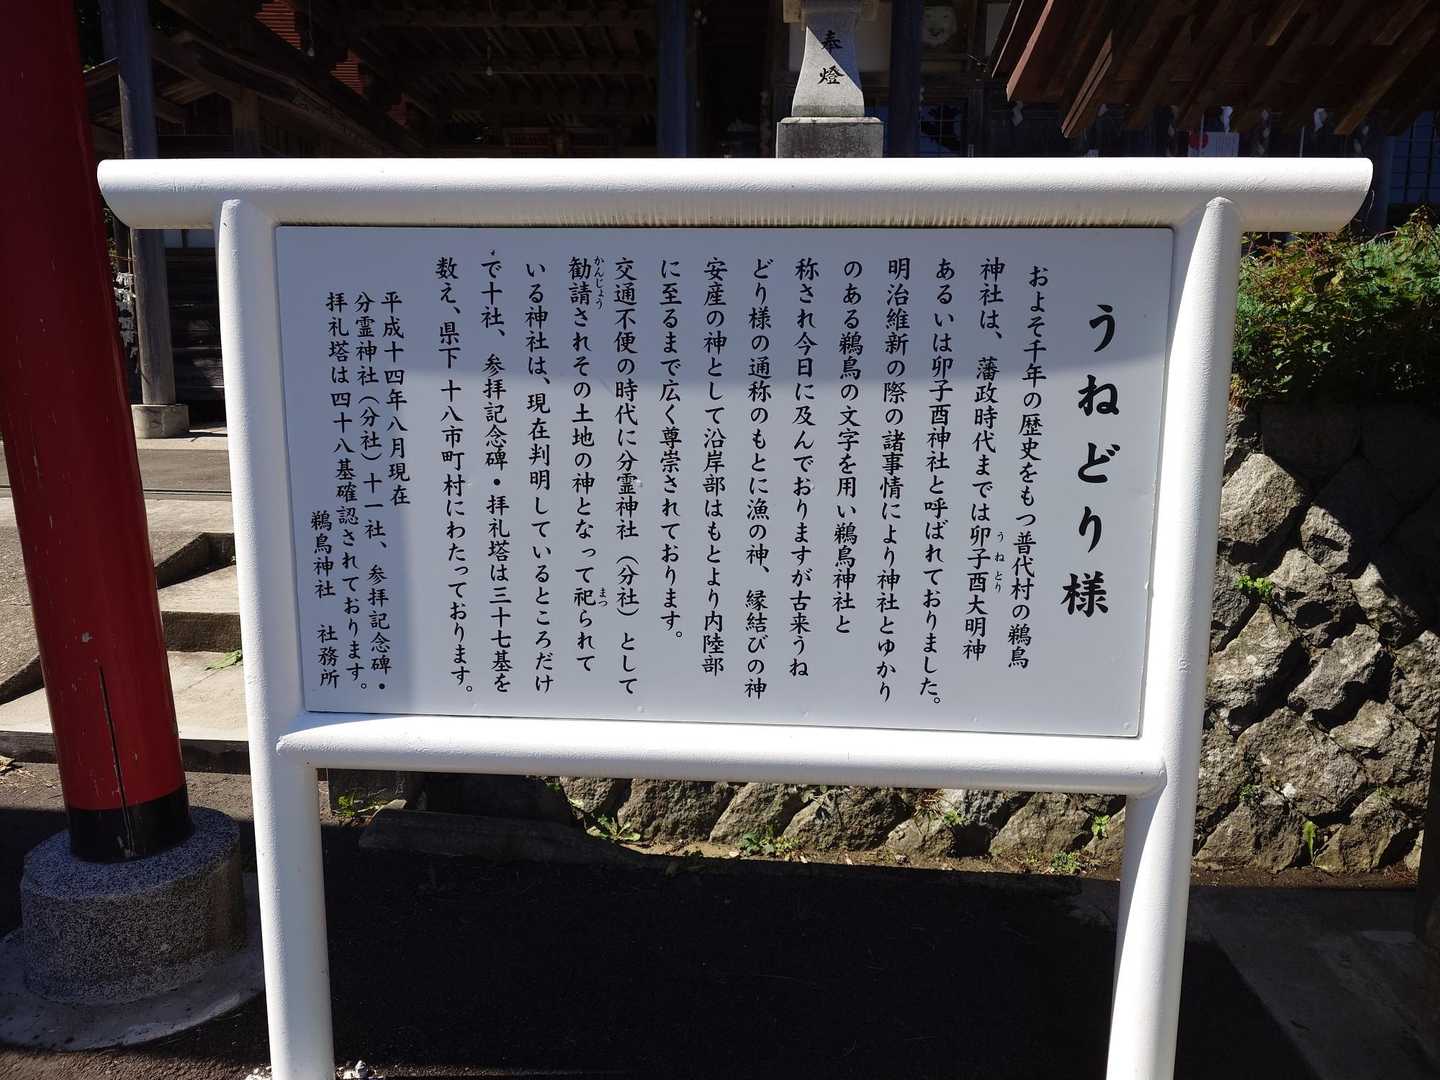 奉燈
うねどり様
およそ千年の歴史をもつ普代村の鵜鳥
神社は、藩政時代までは卯子酉大明神
うねとり
あるいは卯子酉神社と呼ばれておりました。
明治維新の際の諸事情により神社とゆかり
のある鵜鳥の文字を用い鵜鳥神社と
称され今日に及んでおりますが古来うね
どり様の通称のもとに漁の神、縁結びの神
安産の神として沿岸部はもとより内陸部
に至るまで広く尊崇されております。
交通不便の時代に分霊神社（分社）として
勧請されその土地の神となって祀られて
かんじょう
まつ
いる神社は、現在判明しているところだけ
で十社、参拝記念碑・拝礼塔は三十七基を
数え、県下十八市町村にわたっております。
平成十四年八月現在
分霊神社（分社）十一社、参拝記念碑・
拝礼塔は四十八基確認されております。
鵜鳥神社　社務所